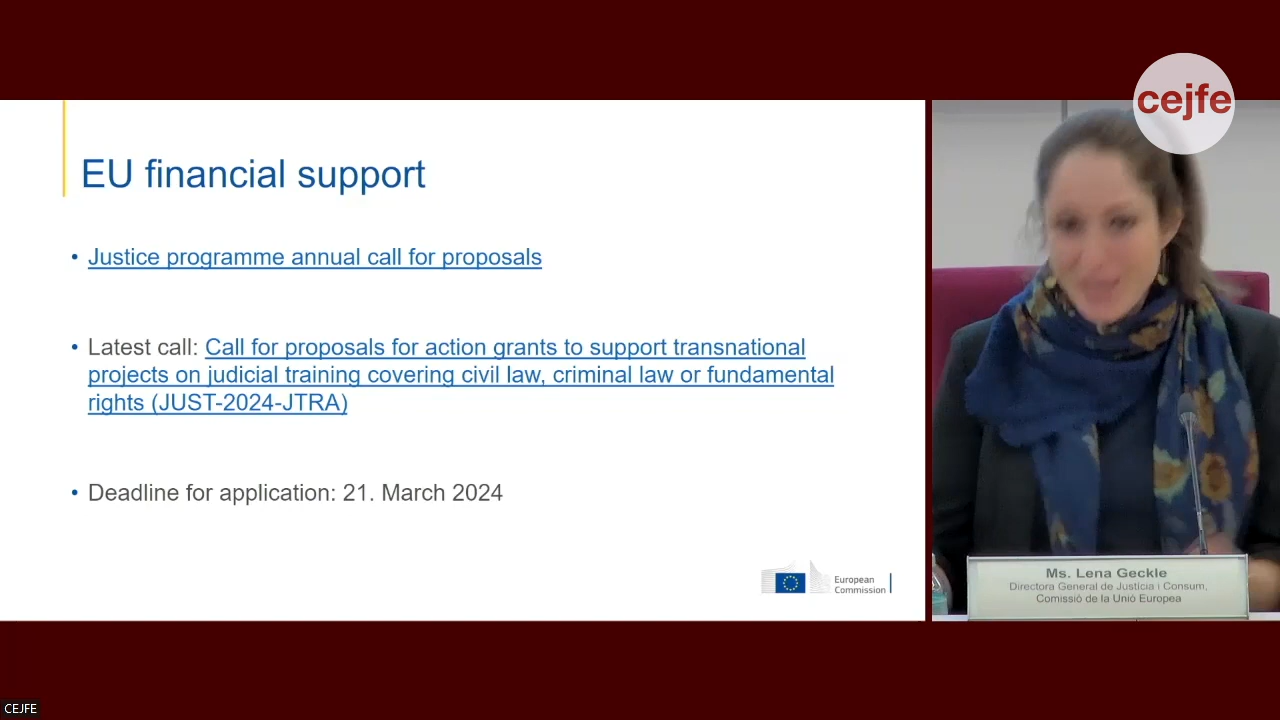 cejfe
EU financial support
• Justice programme annual call for proposals
• Latest call: Call for proposals for action grants to support transnational
projects on judicial training covering civil law, criminal law or fundamental
rights (JUST-2024-JTRA)
• Deadline for application: 21. March 2024
European
Commission
Ms. Lena Geckle
Directora General de Justícia i Consum,
Comissió de la Unió Europea
CEJFE